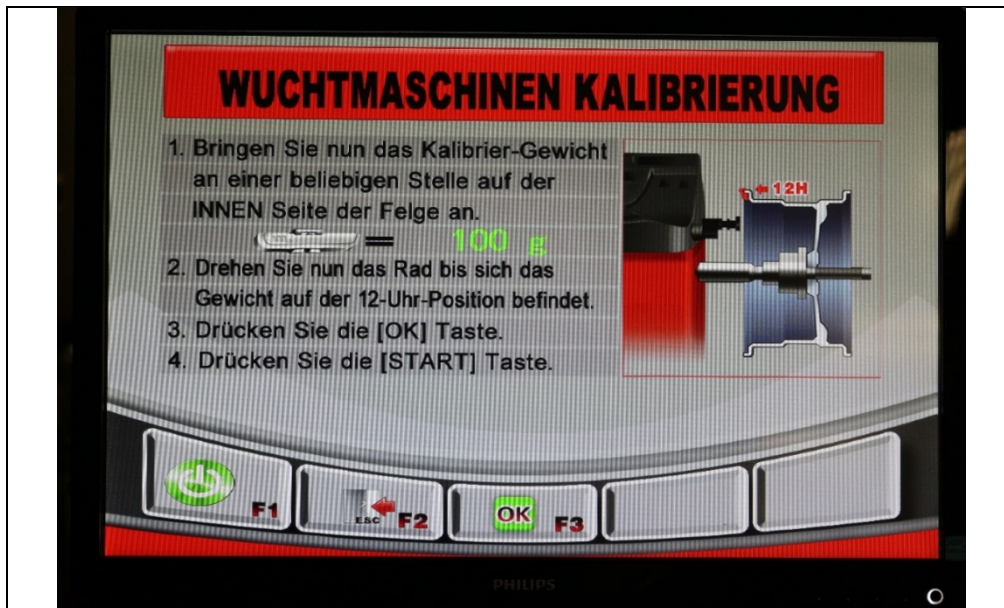 WUCHTMASCHINEN KALIBRIERUNG
1. Bringen Sie nun das Kalibrier-Gewicht
an einer beliebigen Stelle auf der
INNEN Seite der Felge an.
= 100 g
2. Drehen Sie nun das Rad bis sich das
Gewicht auf der 12-Uhr-Position befindet.
3. Drücken Sie die [OK] Taste.
4. Drücken Sie die [START] Taste.
12H
F1
ESC F2
OK F3
PHILIPS